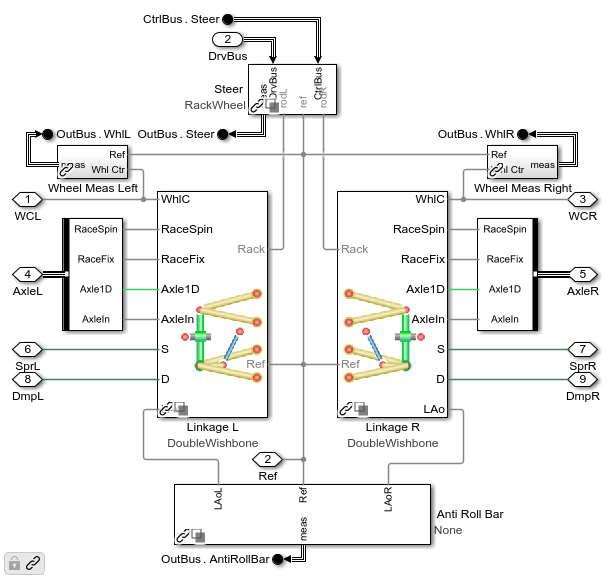 CtrlBus . Steer
2
DrvBus
Steer
RackWheel
meas
DrvBus
rodL
ref
CtrlBus
rodR
OutBus . WhlL
OutBus . Steer
OutBus . WhlR
Ref
meas
Whl Ctr
Wheel Meas Left
Ref
Whl Ctr
meas
Wheel Meas Right
1
WCL
WhlC
WhlC
3
WCR
RaceSpin
RaceSpin
RaceSpin
RaceSpin
Rack
Rack
RaceFix
RaceFix
RaceFix
RaceFix
4
AxleL
5
AxleR
Axle1D
Axle1D
Axle1D
Axle1D
AxleIn
AxleIn
AxleIn
AxleIn
6
SprL
S
S
7
SprR
Ref
Ref
8
DmpL
D
D
9
DmpR
LAo
Linkage L
DoubleWishbone
Linkage R
DoubleWishbone
2
Ref
LAoL
Ref
LAoR
meas
Anti Roll Bar
None
OutBus . AntiRollBar